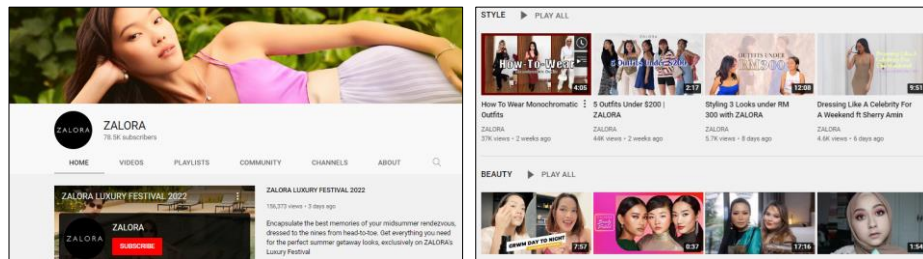 ZALORA
ZALORA
78.5K subscribers
HOME VIDEOS PLAYLISTS COMMUNITY CHANNELS ABOUT
ZALORA LUXURY FESTIVAL 2022
ZALORA
ZALORA
SUBSCRIBE
ZALORA LUXURY FESTIVAL 2022
156,373 views • 3 days ago
Encapsulate the best memories of your midsummer rendezvous,
dressed to the nines from head-to-toe. Get everything you need
for the perfect summer getaway looks, exclusively on ZALORA's
Luxury Festival
STYLE PLAY ALL
How-To-Wear
4:05
ZALORA
5 Outfits Under $200
2:17
OUTFITS UNDER
RM300
12:08
9:51
How To Wear Monochromatic
Outfits
ZALORA
37K views • 2 weeks ago
5 Outfits Under $200 |
ZALORA
ZALORA
44K views • 2 weeks ago
Styling 3 Looks under RM
300 with ZALORA
ZALORA
5.7K views • 8 days ago
Dressing Like A Celebrity For
A Weekend ft Sherry Amin
ZALORA
4.6K views • 6 days ago
BEAUTY PLAY ALL
GRWM DAY TO NIGHT
7:57
0:37
17:16
1:54